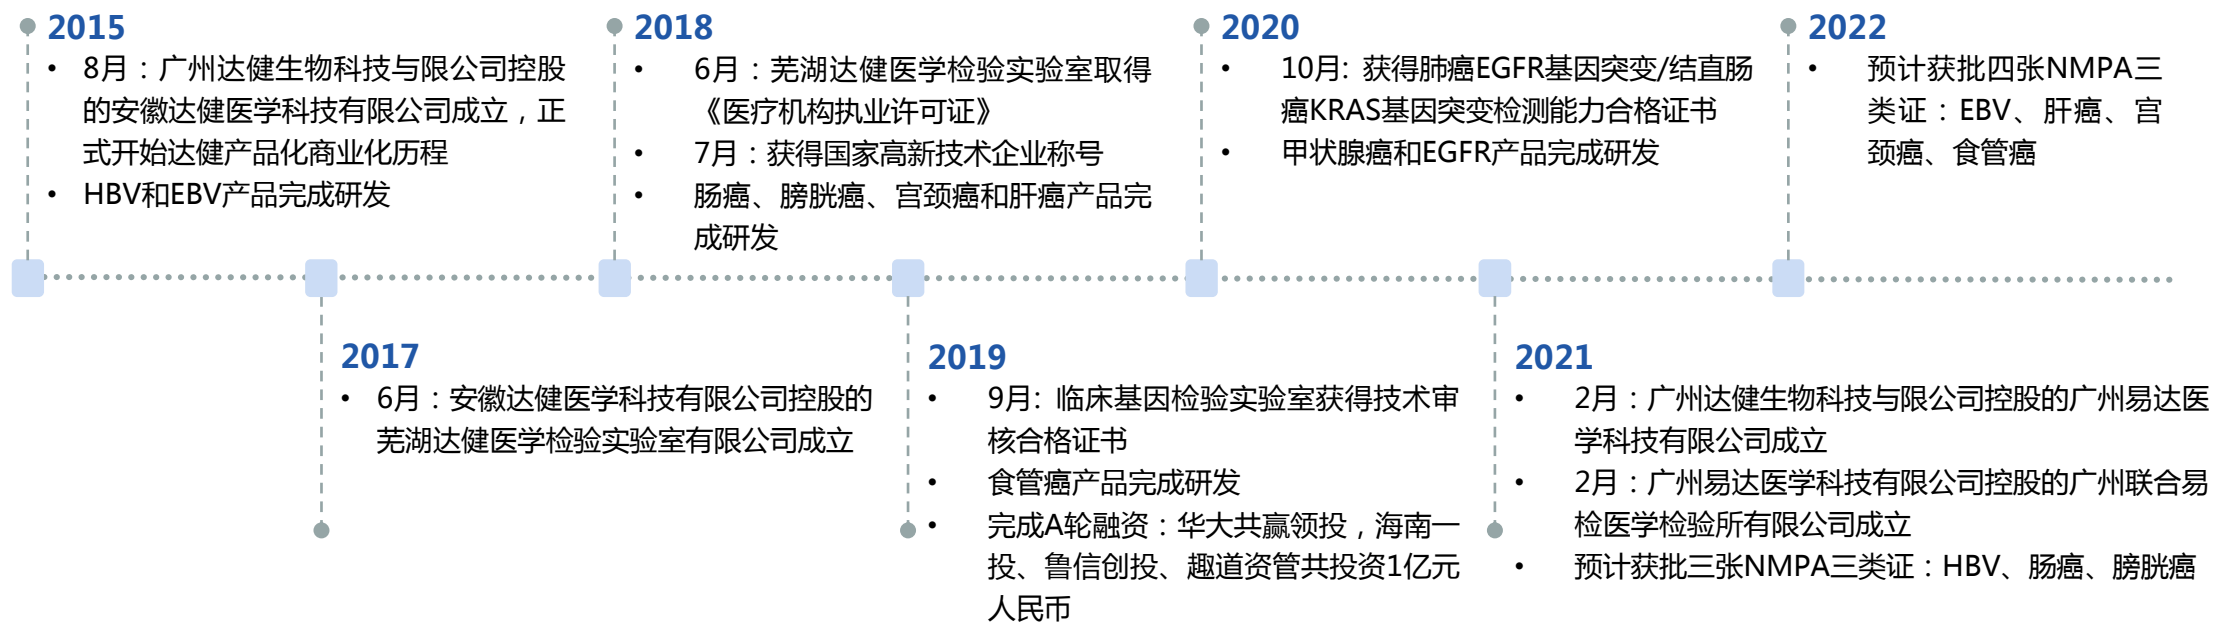 2015
• 8月：广州达健生物科技与限公司控股
的安徽达健医学科技有限公司成立，正
式开始达健产品化商业化历程
• HBV和EBV产品完成研发
2017
• 6月：安徽达健医学科技有限公司控股的
芜湖达健医学检验实验室有限公司成立
2018
• 6月：芜湖达健医学检验实验室取得
《医疗机构执业许可证》
• 7月：获得国家高新技术企业称号
• 肠癌、膀胱癌、宫颈癌和肝癌产品完
成研发
2019
• 9月: 临床基因检验实验室获得技术审
核合格证书
• 食管癌产品完成研发
• 完成A轮融资：华大共赢领投，海南一
投、鲁信创投、趣道资管共投资1亿元
人民币
2020
• 10月: 获得肺癌EGFR基因突变/结直肠
癌KRAS基因突变检测能力合格证书
• 甲状腺癌和EGFR产品完成研发
2021
• 2月：广州达健生物科技与限公司控股的广州易达医
学科技有限公司成立
• 2月：广州易达医学科技有限公司控股的广州联合易
检医学检验所有限公司成立
• 预计获批三张NMPA三类证：HBV、肠癌、膀胱癌
2022
• 预计获批四张NMPA三
类证：EBV、肝癌、宫
颈癌、食管癌